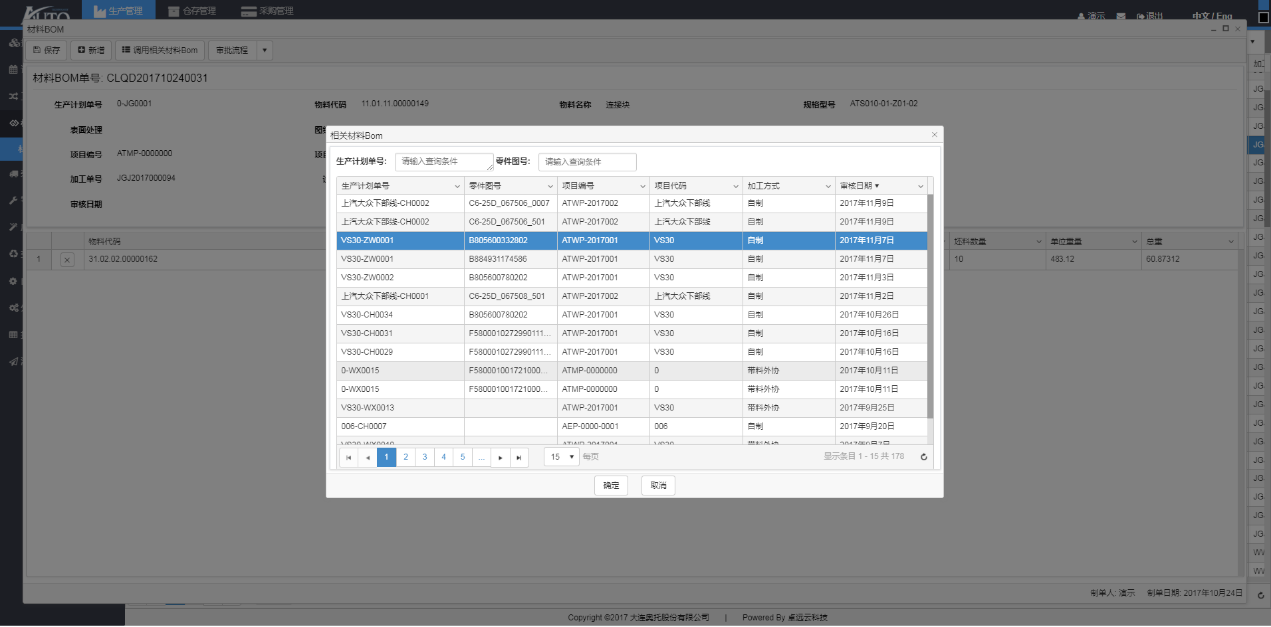 AUTO 生产管理 仓存管理 采购管理 演示 退出 中文 / Eng
材料BOM
保存 新增 调用相关材料Bom 审批流程
材料BOM单号: CLQD201710240031
生产计划单号 0-JG0001 物料代码 11.01.11.00000149 物料名称 连接块 规格型号 ATS010-01-Z01-02
表面处理
项目编号 ATMP-0000000
加工单号 JGJ2017000094
审核日期
物料代码 坯料数量 单位重量 总重
1 31.02.02.00000162 10 483.12 60.87312
相关材料Bom
生产计划单号: 请输入查询条件 零件图号: 请输入查询条件
生产计划单号 零件图号 项目编号 项目代码 加工方式 审核日期
上汽大众下部线-CH0002 C6-25D_067506_0007 ATWP-2017002 上汽大众下部线 自制 2017年11月9日
上汽大众下部线-CH0002 C6-25D_067506_501 ATWP-2017002 上汽大众下部线 自制 2017年11月9日
VS30-ZW0001 B805600332802 ATWP-2017001 VS30 自制 2017年11月7日
VS30-ZW0001 B884931174586 ATWP-2017001 VS30 自制 2017年11月7日
VS30-ZW0002 B805600780202 ATWP-2017001 VS30 自制 2017年11月3日
上汽大众下部线-CH0001 C6-25D_067508_501 ATWP-2017002 上汽大众下部线 自制 2017年11月2日
VS30-CH0034 B805600780202 ATWP-2017001 VS30 自制 2017年10月26日
VS30-CH0031 F5800010272990111... ATWP-2017001 VS30 自制 2017年10月16日
VS30-CH0029 F5800010272990111... ATWP-2017001 VS30 自制 2017年10月16日
0-WX0015 F580001001721000... ATMP-0000000 0 带料外协 2017年10月11日
0-WX0015 F580001001721000... ATMP-0000000 0 带料外协 2017年10月11日
VS30-WX0013 ATWP-2017001 VS30 带料外协 2017年9月25日
006-CH0007 AEP-0000-0001 006 自制 2017年9月20日
1 2 3 4 5 ... 15 每页 显示条目 1 - 15 共 178
确定 取消
制单人: 演示 制单日期: 2017年10月24日
Copyright ©2017 大连奥托股份有限公司 | Powered By 卓远云科技